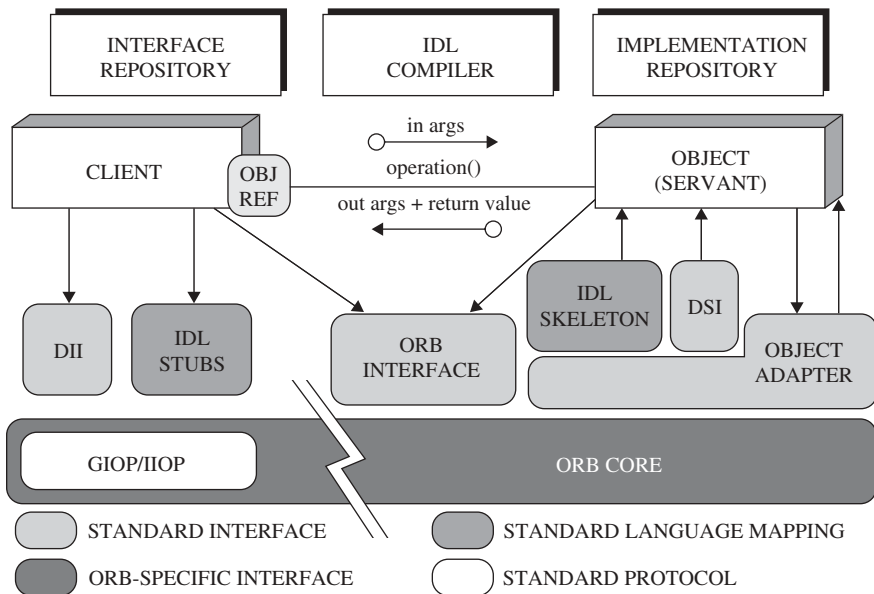 INTERFACE
REPOSITORY
IDL
COMPILER
IMPLEMENTATION
REPOSITORY
CLIENT
OBJ
REF
in args
operation()
out args + return value
OBJECT
(SERVANT)
DII
IDL
STUBS
ORB
INTERFACE
IDL
SKELETON
DSI
OBJECT
ADAPTER
GIOP/IIOP
ORB CORE
STANDARD INTERFACE
STANDARD LANGUAGE MAPPING
ORB-SPECIFIC INTERFACE
STANDARD PROTOCOL